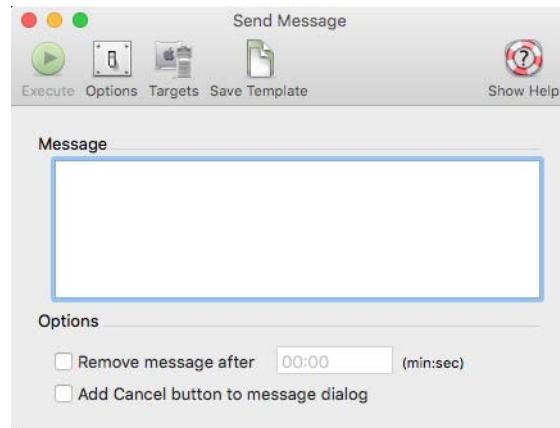 Send Message
Execute Options Targets Save Template Show Help
Message
Options
Remove message after 00:00 (min:sec)
Add Cancel button to message dialog